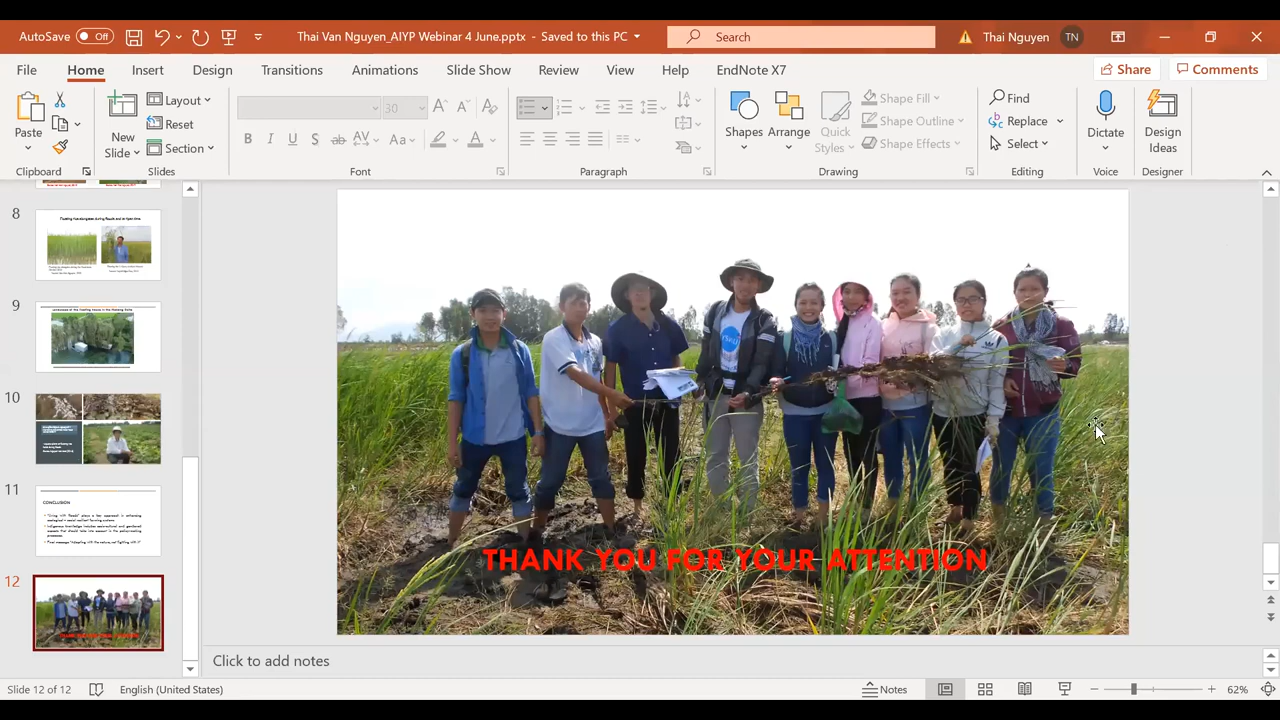 AutoSave Off Thai Van Nguyen_AIYP Webinar 4 June.pptx - Saved to this PC Search Thai Nguyen TN
File Home Insert Design Transitions Animations Slide Show Review View Help EndNote X7 Share Comments
Paste
Clipboard
New
Slide
Layout
Reset
Section
Slides
30
B I U S ab AV Aa A
Font
Paragraph
Shapes
Arrange
Quick
Styles
Shape Fill
Shape Outline
Shape Effects
Drawing
Find
Replace
Select
Editing
Dictate
Voice
Design
Ideas
Designer
8
9
10
11
CONCLUSION
12
THANK YOU FOR YOUR ATTENTION
Click to add notes
Slide 12 of 12 English (United States) Notes 62%